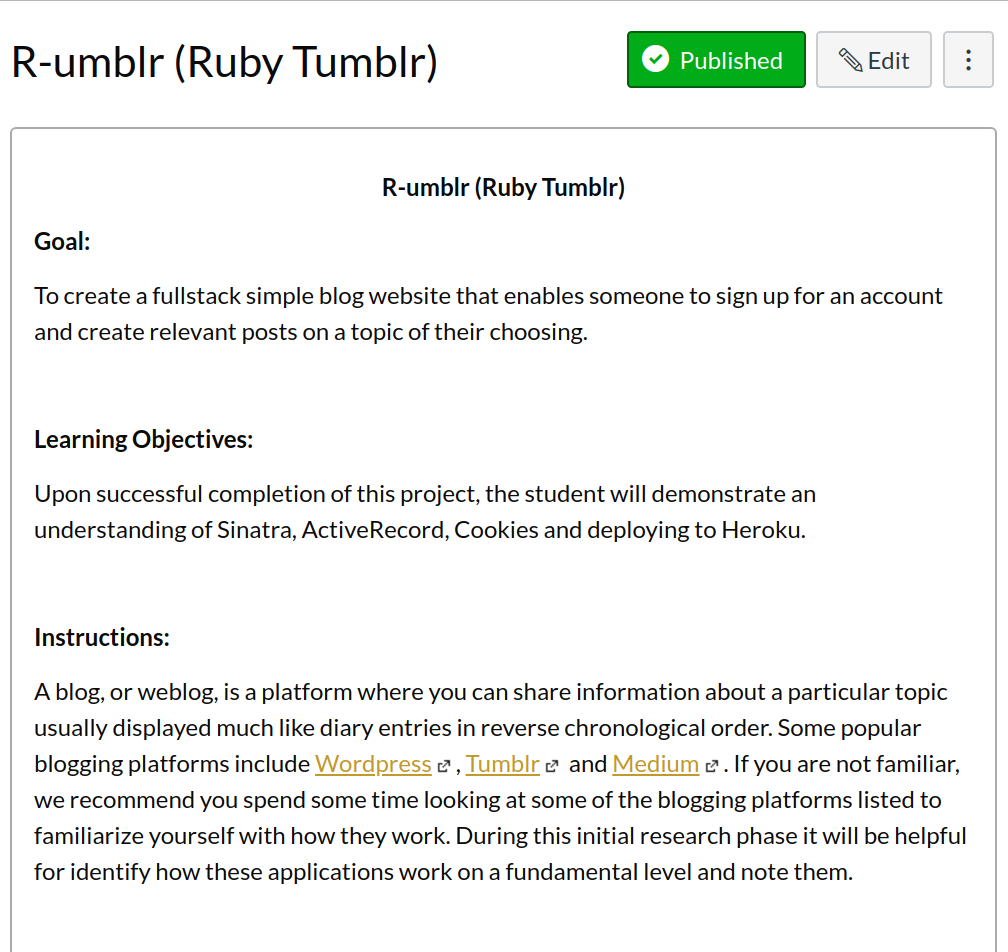 R-umblr (Ruby Tumblr)
Published
Edit
R-umblr (Ruby Tumblr)
Goal:
To create a fullstack simple blog website that enables someone to sign up for an account
and create relevant posts on a topic of their choosing.
Learning Objectives:
Upon successful completion of this project, the student will demonstrate an
understanding of Sinatra, ActiveRecord, Cookies and deploying to Heroku.
Instructions:
A blog, or weblog, is a platform where you can share information about a particular topic
usually displayed much like diary entries in reverse chronological order. Some popular
blogging platforms include Wordpress , Tumblr and Medium . If you are not familiar,
we recommend you spend some time looking at some of the blogging platforms listed to
familiarize yourself with how they work. During this initial research phase it will be helpful
for identify how these applications work on a fundamental level and note them.